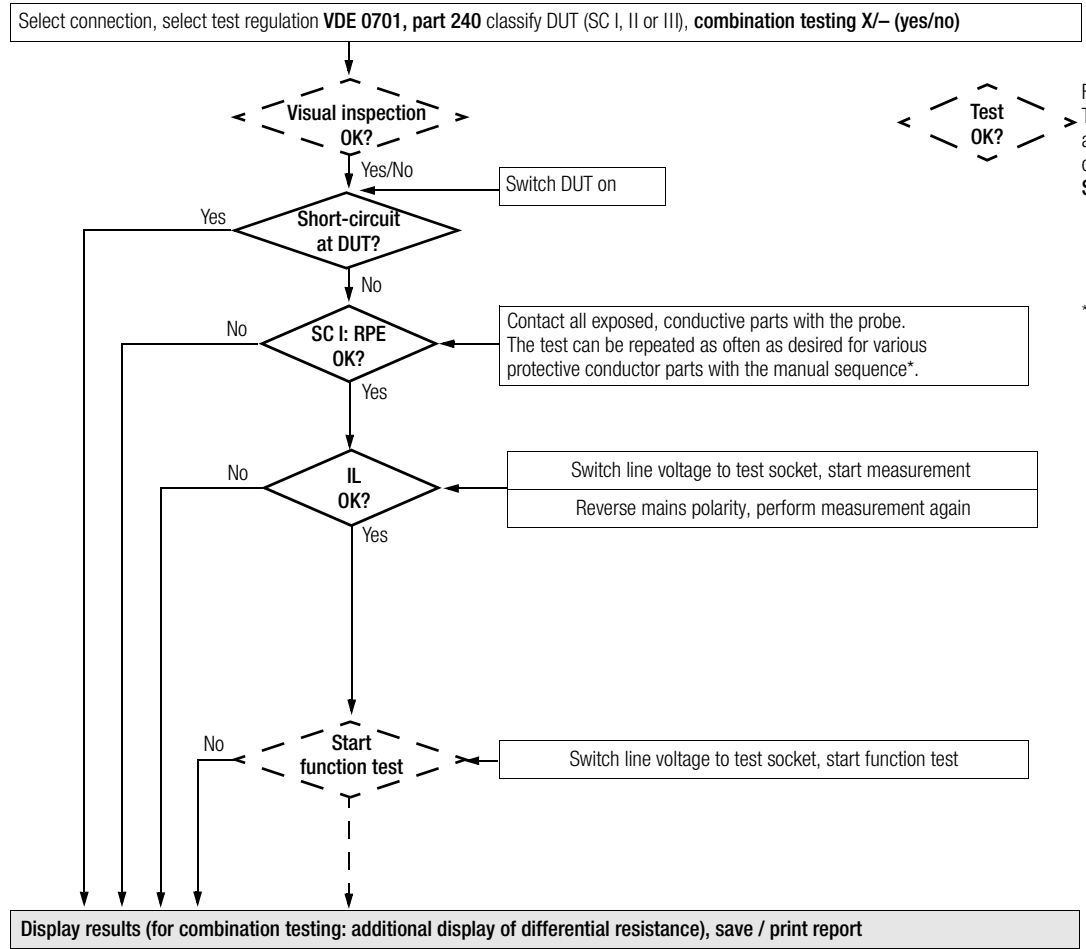 Select connection, select test regulation VDE 0701, part 240 classify DUT (SC I, II or III), combination testing X/– (yes/no)
Visual inspection
OK?
Test
OK?
Yes/No
Switch DUT on
Yes
Short-circuit
at DUT?
No
No
SC I: RPE
OK?
Contact all exposed, conductive parts with the probe.
The test can be repeated as often as desired for various
protective conductor parts with the manual sequence*.
*
Yes
No
IL
OK?
Switch line voltage to test socket, start measurement
Reverse mains polarity, perform measurement again
Yes
No
Start
function test
Switch line voltage to test socket, start function test
Display results (for combination testing: additional display of differential resistance), save / print report